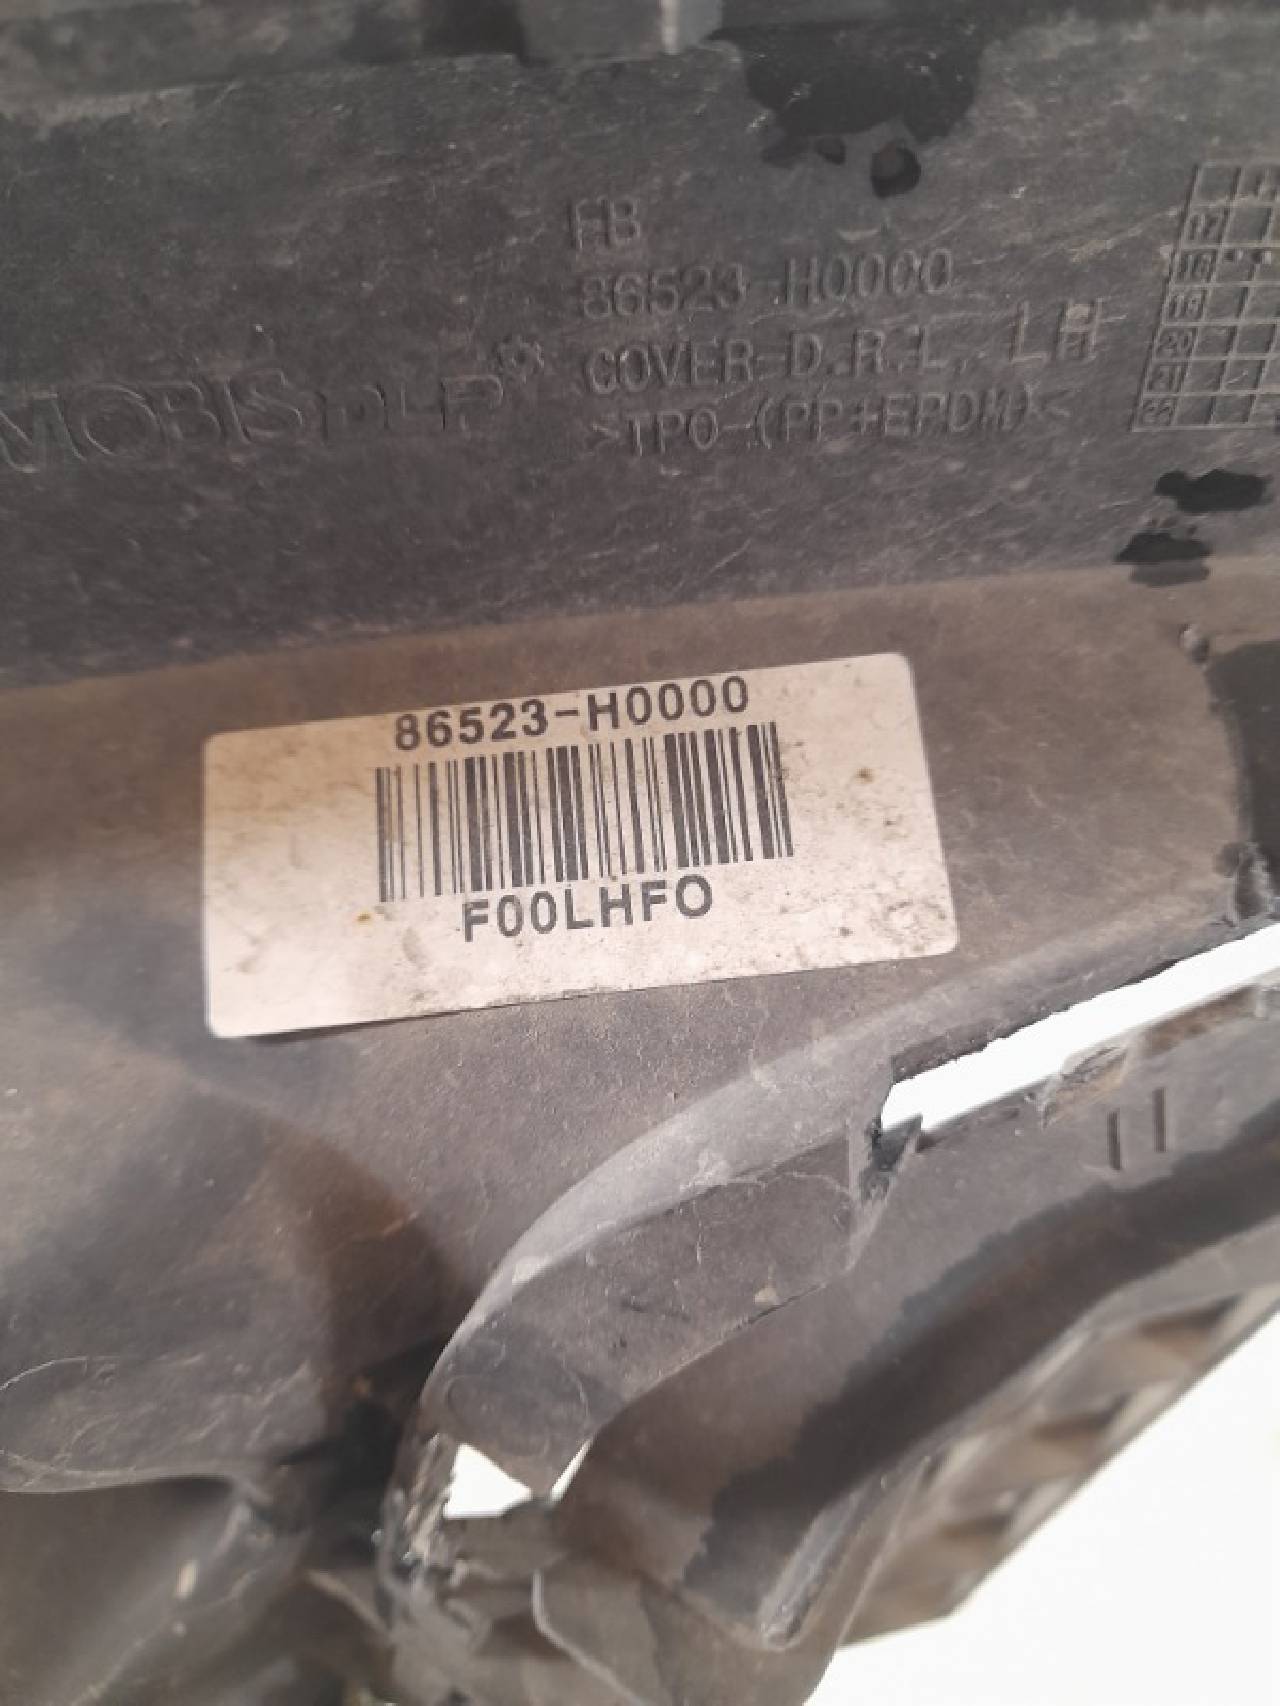 FB
86523-H0000
COVER-D.R.L, LH
>TPO-(PP+EPDM)<
MOBIS
17
18
19
20
21
22
86523-H0000
F00LHFO